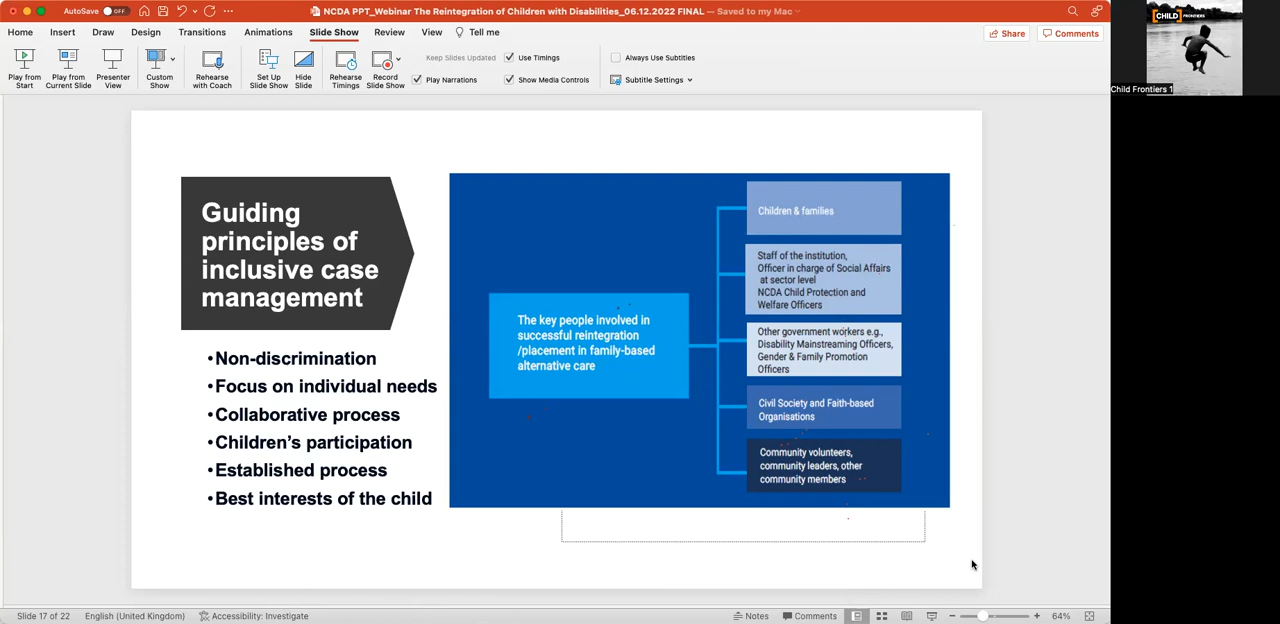 AutoSave OFF
NCDA PPT_Webinar The Reintegration of Children with Disabilities_06.12.2022 FINAL — Saved to my Mac
Home Insert Draw Design Transitions Animations Slide Show Review View Tell me
Share Comments
Play from Start
Play from Current Slide
Presenter View
Custom Show
Rehearse with Coach
Set Up Slide Show
Hide Slide
Rehearse Timings
Record Slide Show
Keep Slides Updated
Play Narrations
Use Timings
Show Media Controls
Always Use Subtitles
Subtitle Settings
[CHILD] FRONTIERS
Child Frontiers 1
Guiding
principles of
inclusive case
management
•Non-discrimination
•Focus on individual needs
•Collaborative process
•Children’s participation
•Established process
•Best interests of the child
The key people involved in
successful reintegration
/placement in family-based
alternative care
Children & families
Staff of the institution,
Officer in charge of Social Affairs
at sector level
NCDA Child Protection and
Welfare Officers
Other government workers e.g.,
Disability Mainstreaming Officers,
Gender & Family Promotion
Officers
Civil Society and Faith-based
Organisations
Community volunteers,
community leaders, other
community members
Slide 17 of 22 English (United Kingdom) Accessibility: Investigate Notes Comments 64%